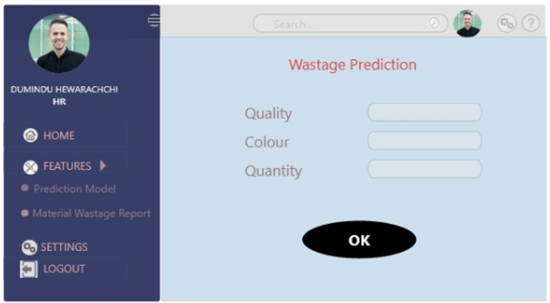 Search...
DUMINDU HEWARACHCHI
HR
HOME
FEATURES
Prediction Model
Material Wastage Report
SETTINGS
LOGOUT
Wastage Prediction
Quality
Colour
Quantity
OK
?